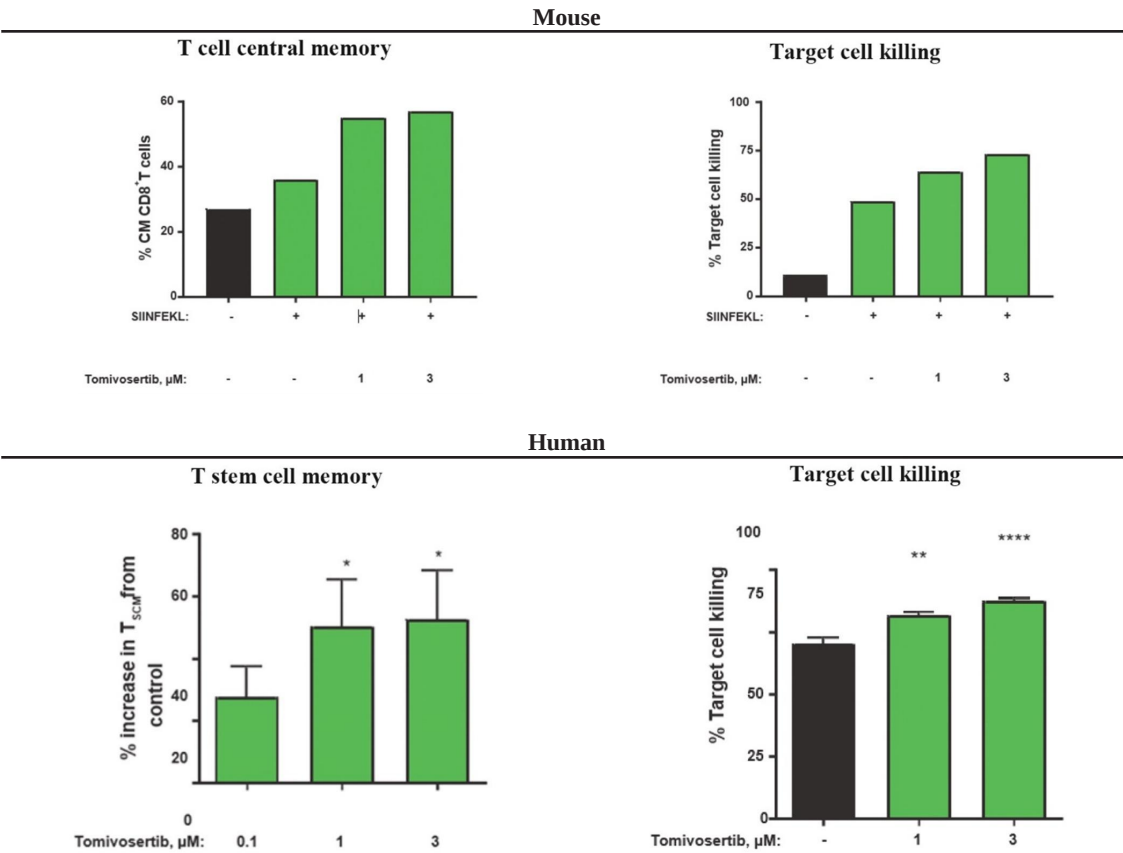 Mouse
T cell central memory
% CM CD8+T cells
60
40
20
0
SIINFEKL: - + + +
Tomivosertib, µM: - - 1 3
Target cell killing
% Target cell killing
100
75
50
25
0
SIINFEKL: - + + +
Tomivosertib, µM: - - 1 3
Human
T stem cell memory
% increase in TSCM from
control
80
60
40
20
0
* *
Tomivosertib, µM: 0.1 1 3
Target cell killing
% Target cell killing
100
75
50
25
0
** ****
Tomivosertib, µM: - 1 3